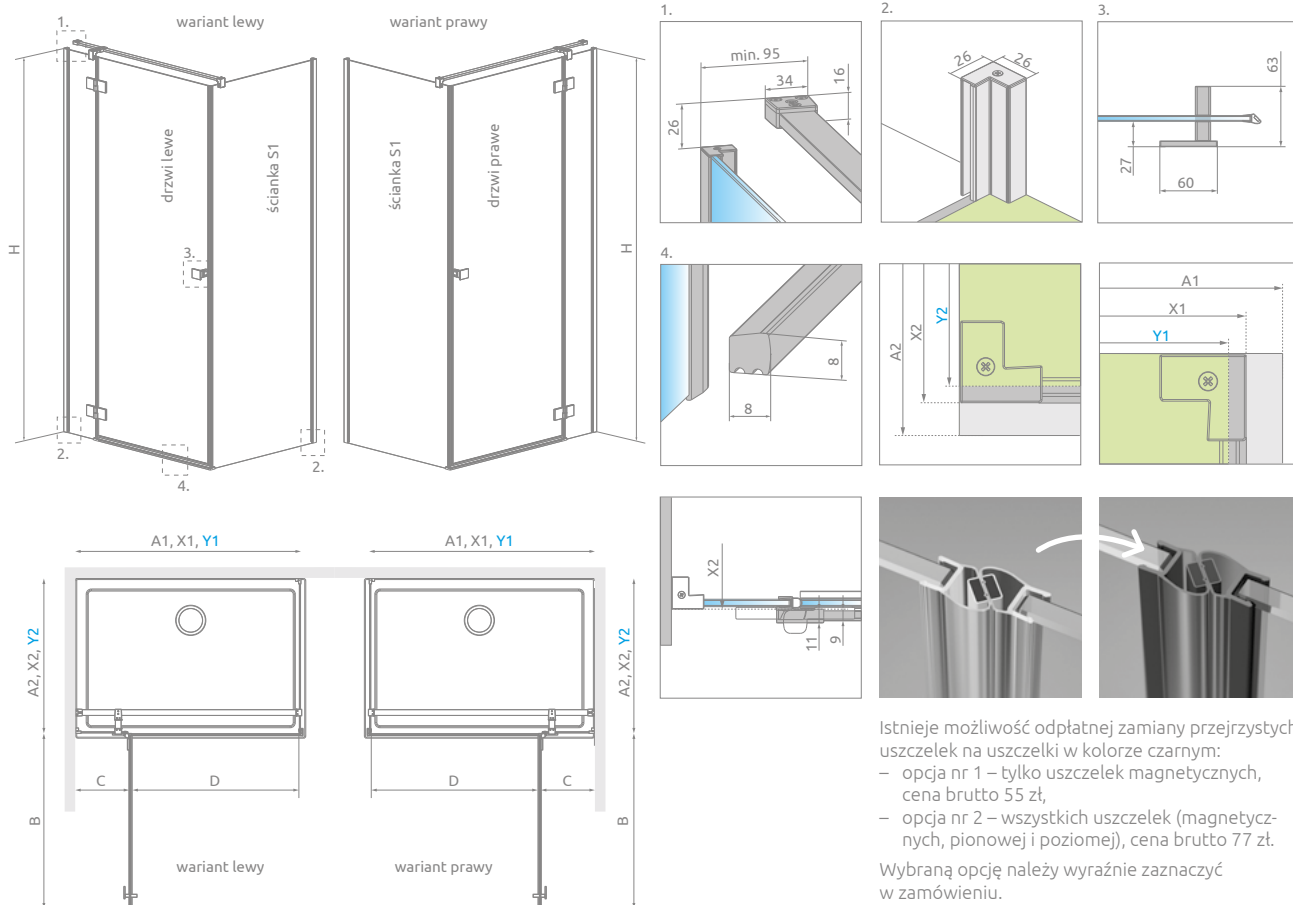 wariant lewy
wariant prawy
1.
H
drzwi lewe
ścianka S1
3.
2.
4.
2.
ścianka S1
drzwi prawe
H
1.
min. 95
34
16
26
2.
26
26
3.
63
27
60
4.
8
8
A2
X2
Y2
A1
X1
Y1
A1, X1, Y1
A1, X1, Y1
A2, X2, Y2
A2, X2, Y2
C
D
D
C
B
B
wariant lewy
wariant prawy
X2
11
9
Istnieje możliwość odpłatnej zamiany przejrzystych
uszczelek na uszczelki w kolorze czarnym:
– opcja nr 1 – tylko uszczelek magnetycznych,
cena brutto 55 zł,
– opcja nr 2 – wszystkich uszczelek (magnetycz-
nych, pionowej i poziomej), cena brutto 77 zł.
Wybraną opcję należy wyraźnie zaznaczyć
w zamówieniu.